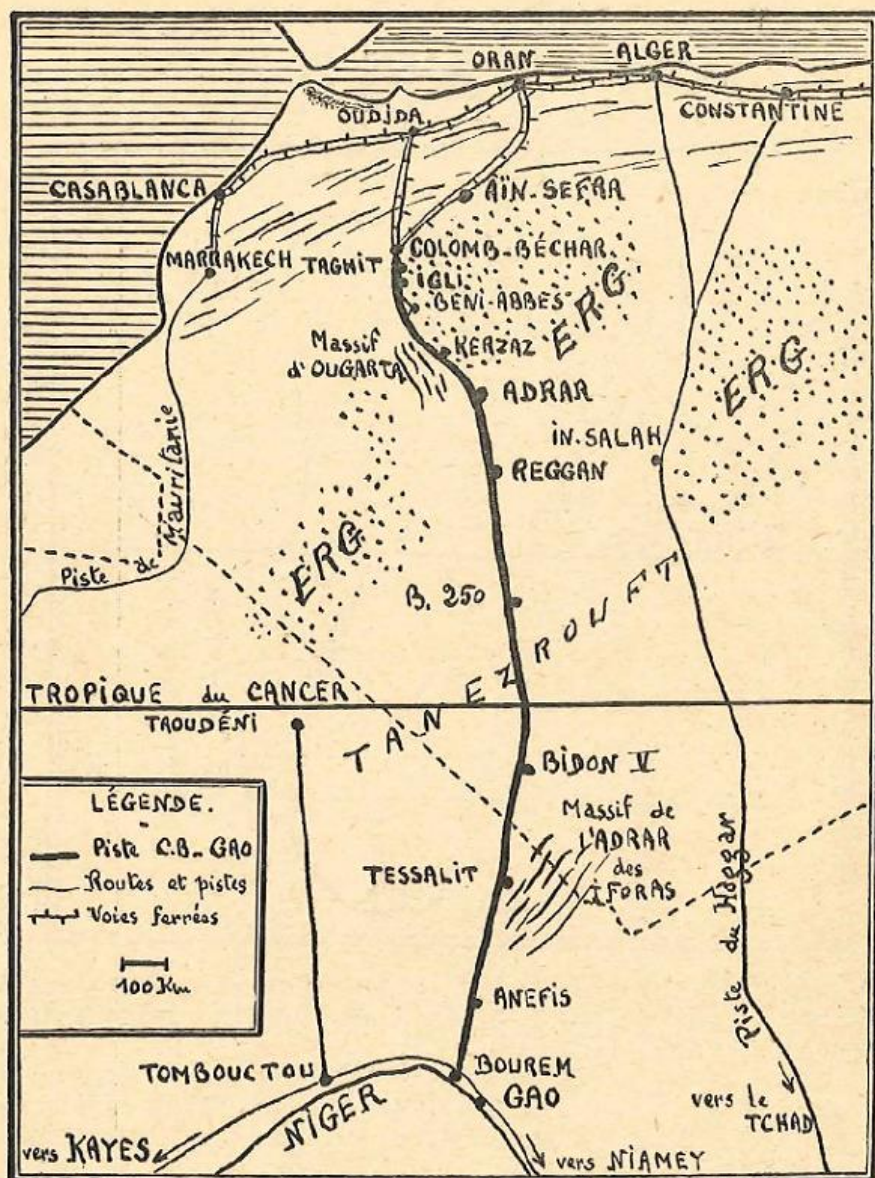 ORAN
ALGER
OUDJDA
CONSTANTINE
CASABLANCA
AÏN-SEFRA
MARRAKECH
TAGHIT
COLOMB-BÉCHAR
IGLI
BENI-ABBES
ERG
Massif
d'OUGARTA
KERZAZ
ADRAR
ERG
IN.SALAH
REGGAN
Piste de Mauritanie
ERG
B. 250
TANEZROUFT
TROPIQUE du CANCER
TAOUDÉNI
BIDON V
LÉGENDE.
Piste C.B_GAO
Routes et pistes
Voies ferrées
100 Km
Massif de
L'ADRAR
des
IFORAS
TESSALIT
Piste du Hoggar
ANEFIS
TOMBOUCTOU
BOUREM
GAO
NIGER
vers le
TCHAD
vers KAYES
vers NIAMEY